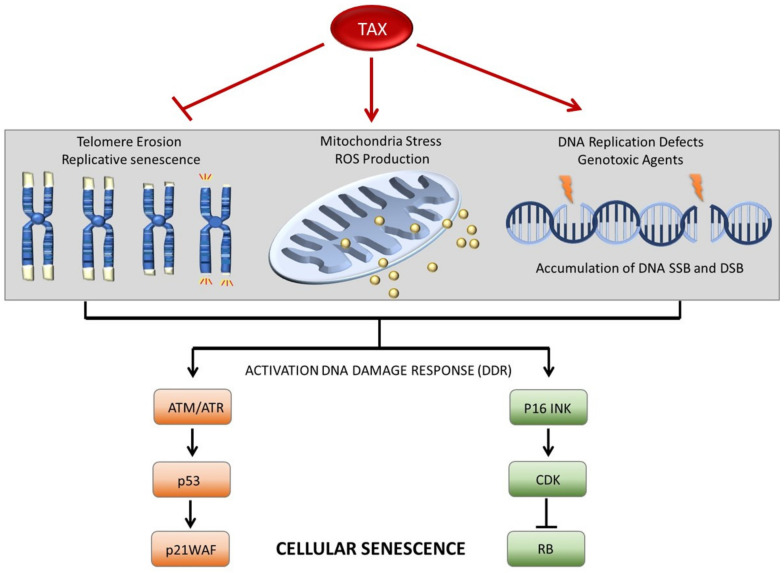 TAX
Telomere Erosion
Replicative senescence
Mitochondria Stress
ROS Production
DNA Replication Defects
Genotoxic Agents
Accumulation of DNA SSB and DSB
ACTIVATION DNA DAMAGE RESPONSE (DDR)
ATM/ATR
P16 INK
p53
CDK
p21WAF
CELLULAR SENESCENCE
RB